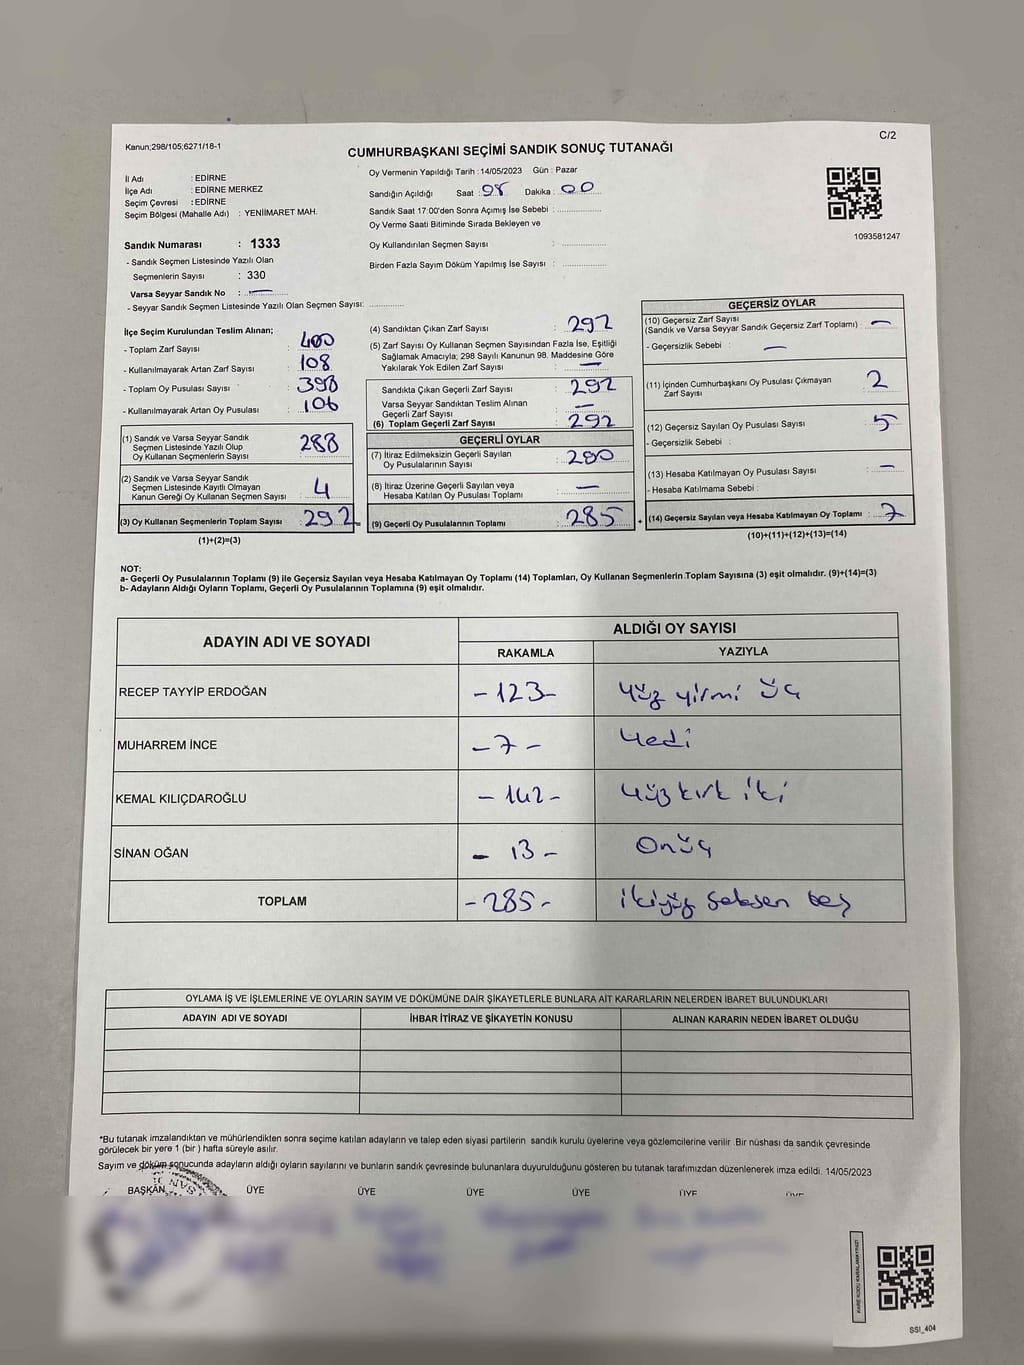 Kanun;298/105;6271/18-1
C/2
CUMHURBAŞKANI SEÇİMİ SANDIK SONUÇ TUTANAĞI
İl Adı : EDİRNE
İlçe Adı : EDİRNE MERKEZ
Seçim Çevresi : EDİRNE
Seçim Bölgesi (Mahalle Adı) : YENİİMARET MAH.
Sandık Numarası : 1333
- Sandık Seçmen Listesinde Yazılı Olan
Seçmenlerin Sayısı : 330
Varsa Seyyar Sandık No : —
- Seyyar Sandık Seçmen Listesinde Yazılı Olan Seçmen Sayısı:
Oy Vermenin Yapıldığı Tarih : 14/05/2023 Gün : Pazar
Sandığın Açıldığı Saat : 08 Dakika : 00
Sandık Saat 17:00'den Sonra Açımış İse Sebebi :
Oy Verme Saati Bitiminde Sırada Bekleyen ve
Oy Kullandırılan Seçmen Sayısı :
Birden Fazla Sayım Döküm Yapılmış İse Sayısı :
1093581247
İlçe Seçim Kurulundan Teslim Alınan;
- Toplam Zarf Sayısı : 400
- Kullanılmayarak Artan Zarf Sayısı : 108
- Toplam Oy Pusulası Sayısı : 398
- Kullanılmayarak Artan Oy Pusulası : 106
(1) Sandık ve Varsa Seyyar Sandık
Seçmen Listesinde Yazılı Olup
Oy Kullanan Seçmenlerin Sayısı : 288
(2) Sandık ve Varsa Seyyar Sandık
Seçmen Listesinde Kayıtlı Olmayan
Kanun Gereği Oy Kullanan Seçmen Sayısı : 4
(3) Oy Kullanan Seçmenlerin Toplam Sayısı : 292
(1)+(2)=(3)
(4) Sandıktan Çıkan Zarf Sayısı : 292
(5) Zarf Sayısı Oy Kullanan Seçmen Sayısından Fazla İse, Eşitliği
Sağlamak Amacıyla; 298 Sayılı Kanunun 98. Maddesine Göre
Yakılarak Yok Edilen Zarf Sayısı : —
Sandıkta Çıkan Geçerli Zarf Sayısı : 292
Varsa Seyyar Sandıktan Teslim Alınan
Geçerli Zarf Sayısı : —
(6) Toplam Geçerli Zarf Sayısı : 292
GEÇERLİ OYLAR
(7) İtiraz Edilmeksizin Geçerli Sayılan
Oy Pusulalarının Sayısı : 280
(8) İtiraz Üzerine Geçerli Sayılan veya
Hesaba Katılan Oy Pusulası Toplamı : —
(9) Geçerli Oy Pusulalarının Toplamı : 285
GEÇERSİZ OYLAR
(10) Geçersiz Zarf Sayısı
(Sandık ve Varsa Seyyar Sandık Geçersiz Zarf Toplamı) : —
- Geçersizlik Sebebi : —
(11) İçinden Cumhurbaşkanı Oy Pusulası Çıkmayan
Zarf Sayısı : 2
(12) Geçersiz Sayılan Oy Pusulası Sayısı : 5
- Geçersizlik Sebebi :
(13) Hesaba Katılmayan Oy Pusulası Sayısı : —
- Hesaba Katılmama Sebebi :
+ (14) Geçersiz Sayılan veya Hesaba Katılmayan Oy Toplamı : 7
(10)+(11)+(12)+(13)=(14)
NOT:
a- Geçerli Oy Pusulalarının Toplamı (9) ile Geçersiz Sayılan veya Hesaba Katılmayan Oy Toplamı (14) Toplamları, Oy Kullanan Seçmenlerin Toplam Sayısına (3) eşit olmalıdır. (9)+(14)=(3)
b- Adayların Aldığı Oyların Toplamı, Geçerli Oy Pusulalarının Toplamına (9) eşit olmalıdır.
ADAYIN ADI VE SOYADI ALDIĞI OY SAYISI
RAKAMLA YAZIYLA
RECEP TAYYİP ERDOĞAN - 123 - Yüz yirmi üç
MUHARREM İNCE - 7 - Yedi
KEMAL KILIÇDAROĞLU - 142 - Yüz kırk iki
SİNAN OĞAN - 13 - Onüç
TOPLAM - 285 - ikiyüz seksen beş
OYLAMA İŞ VE İŞLEMLERİNE VE OYLARIN SAYIM VE DÖKÜMÜNE DAİR ŞİKAYETLERLE BUNLARA AİT KARARLARIN NELERDEN İBARET BULUNDUKLARI
ADAYIN ADI VE SOYADI İHBAR İTİRAZ VE ŞİKAYETİN KONUSU ALINAN KARARIN NEDEN İBARET OLDUĞU
*Bu tutanak imzalandıktan ve mühürlendikten sonra seçime katılan adayların ve talep eden siyasi partilerin sandık kurulu üyelerine veya gözlemcilerine verilir .Bir nüshası da sandık çevresinde
görülecek bir yere 1 (bir ) hafta süreyle asılır.
Sayım ve döküm sonucunda adayların aldığı oyların sayılarını ve bunların sandık çevresinde bulunanlara duyurulduğunu gösteren bu tutanak tarafımızdan düzenlenerek imza edildi. 14/05/2023
BAŞKAN ÜYE ÜYE ÜYE ÜYE ÜYE ÜYE
SSI_404